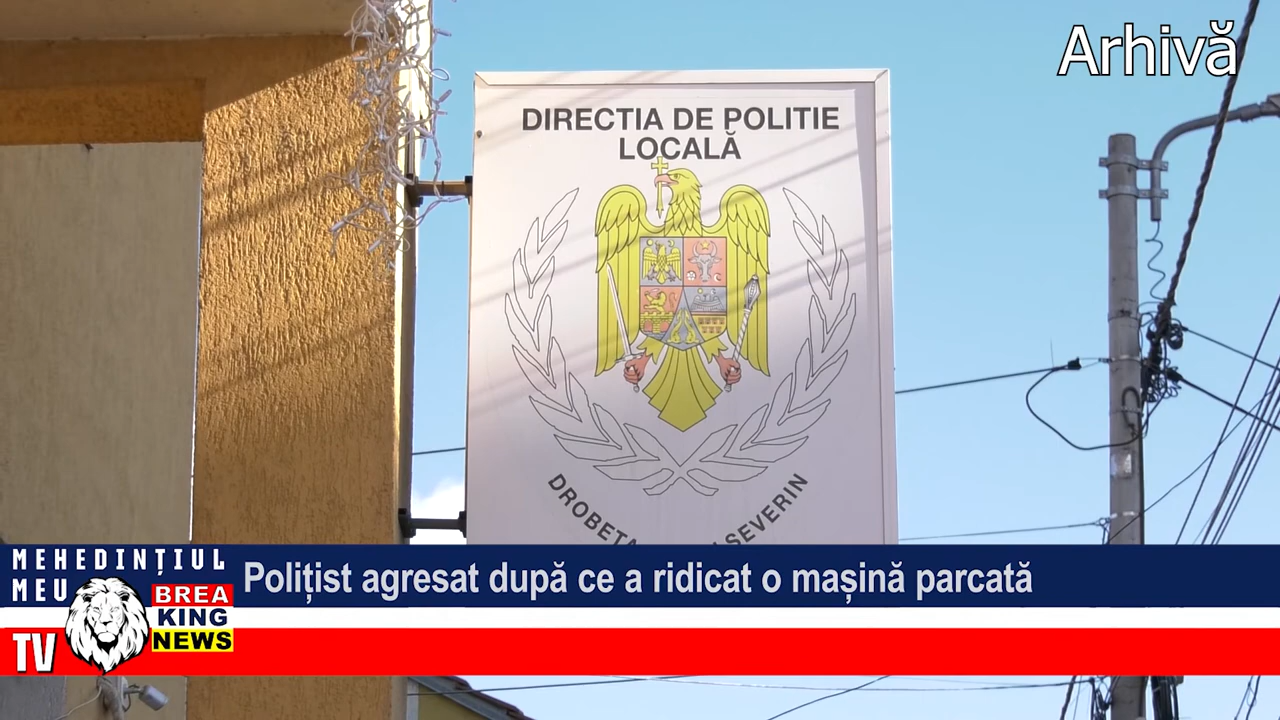 Arhivă
DIRECTIA DE POLITIE
LOCALĂ
DROBETA SEVERIN
MEHEDINȚIUL
MEU
TV
BREA
KING
NEWS
Polițist agresat după ce a ridicat o mașină parcată